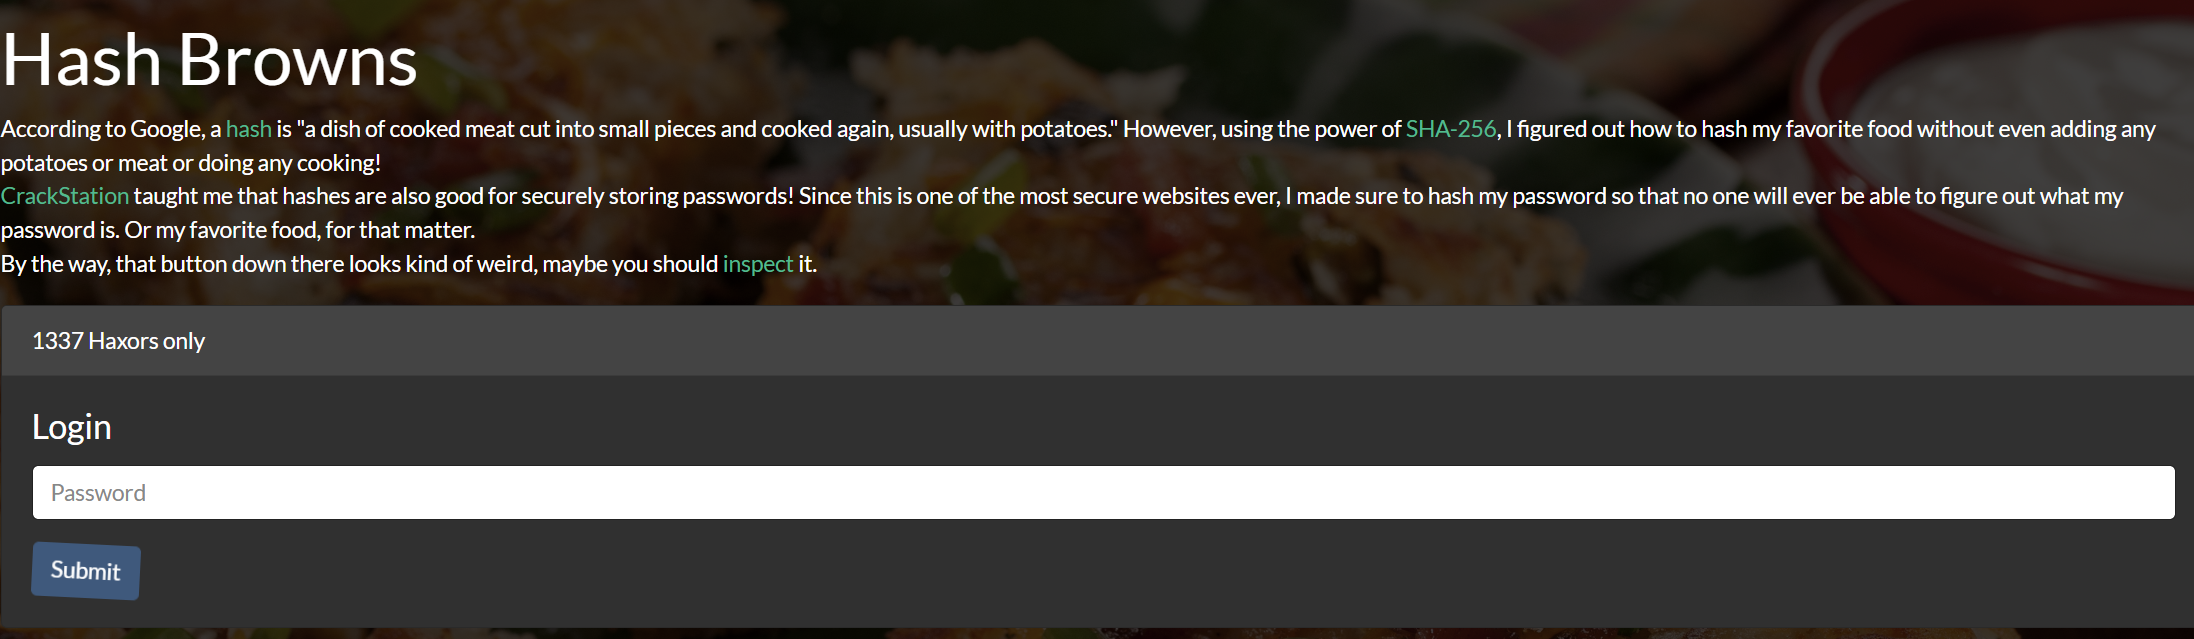 Hash Browns
According to Google, a hash is "a dish of cooked meat cut into small pieces and cooked again, usually with potatoes." However, using the power of SHA-256, I figured out how to hash my favorite food without even adding any
potatoes or meat or doing any cooking!
CrackStation taught me that hashes are also good for securely storing passwords! Since this is one of the most secure websites ever, I made sure to hash my password so that no one will ever be able to figure out what my
password is. Or my favorite food, for that matter.
By the way, that button down there looks kind of weird, maybe you should inspect it.
1337 Haxors only
Login
Password
Submit